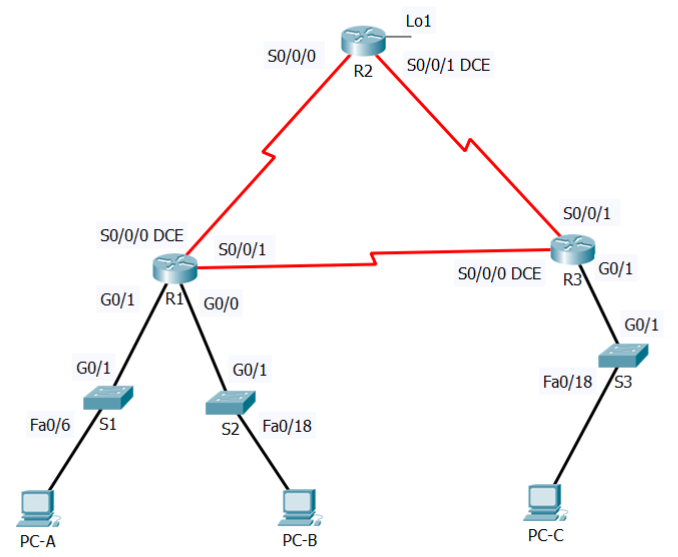 Lo1
S0/0/0
R2
S0/0/1 DCE
S0/0/0 DCE
S0/0/1
S0/0/1
R1
S0/0/0 DCE
R3
G0/1
G0/1
G0/0
G0/1
G0/1
G0/1
Fa0/6
S1
S2
Fa0/18
Fa0/18
S3
PC-A
PC-B
PC-C